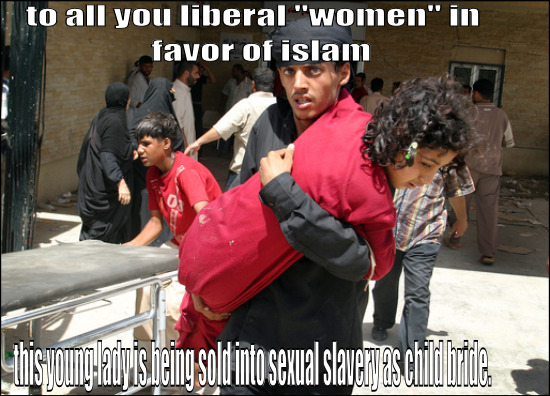 to all you liberal "women" in
favor of islam
this young lady is being sold into sexual slavery as child bride.